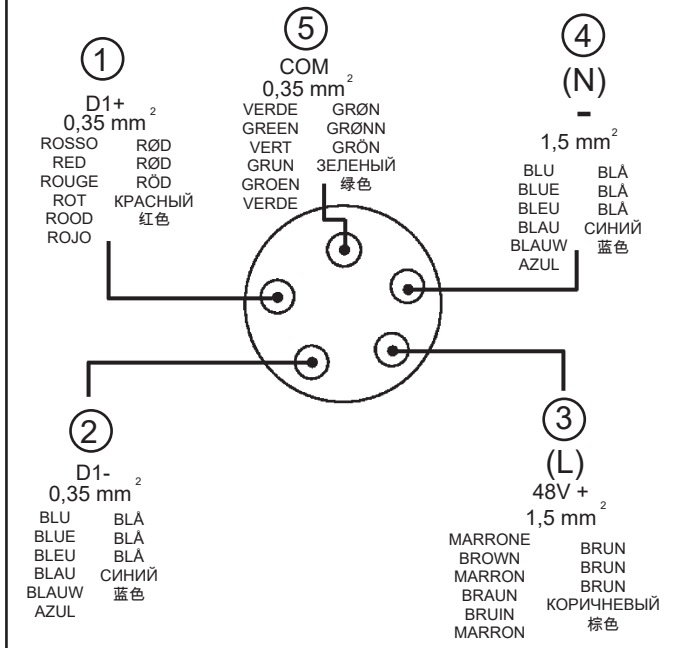 1
D1+
0,35 mm²
ROSSO RØD
RED RØD
ROUGE RÖD
ROT КРАСНЫЙ
ROOD 红色
ROJO
5
COM
0,35 mm²
VERDE GRØN
GREEN GRØNN
VERT GRÖN
GRUN ЗЕЛЕНЫЙ
GROEN 绿色
VERDE
4
(N)
-
1,5 mm²
BLU BLÅ
BLUE BLÅ
BLEU BLÅ
BLAU СИНИЙ
BLAUW 蓝色
AZUL
2
D1-
0,35 mm²
BLU BLÅ
BLUE BLÅ
BLEU BLÅ
BLAU СИНИЙ
BLAUW 蓝色
AZUL
3
(L)
48V +
1,5 mm²
MARRONE BRUN
BROWN BRUN
MARRON BRUN
BRAUN КОРИЧНЕВЫЙ
BRUIN 棕色
MARRON